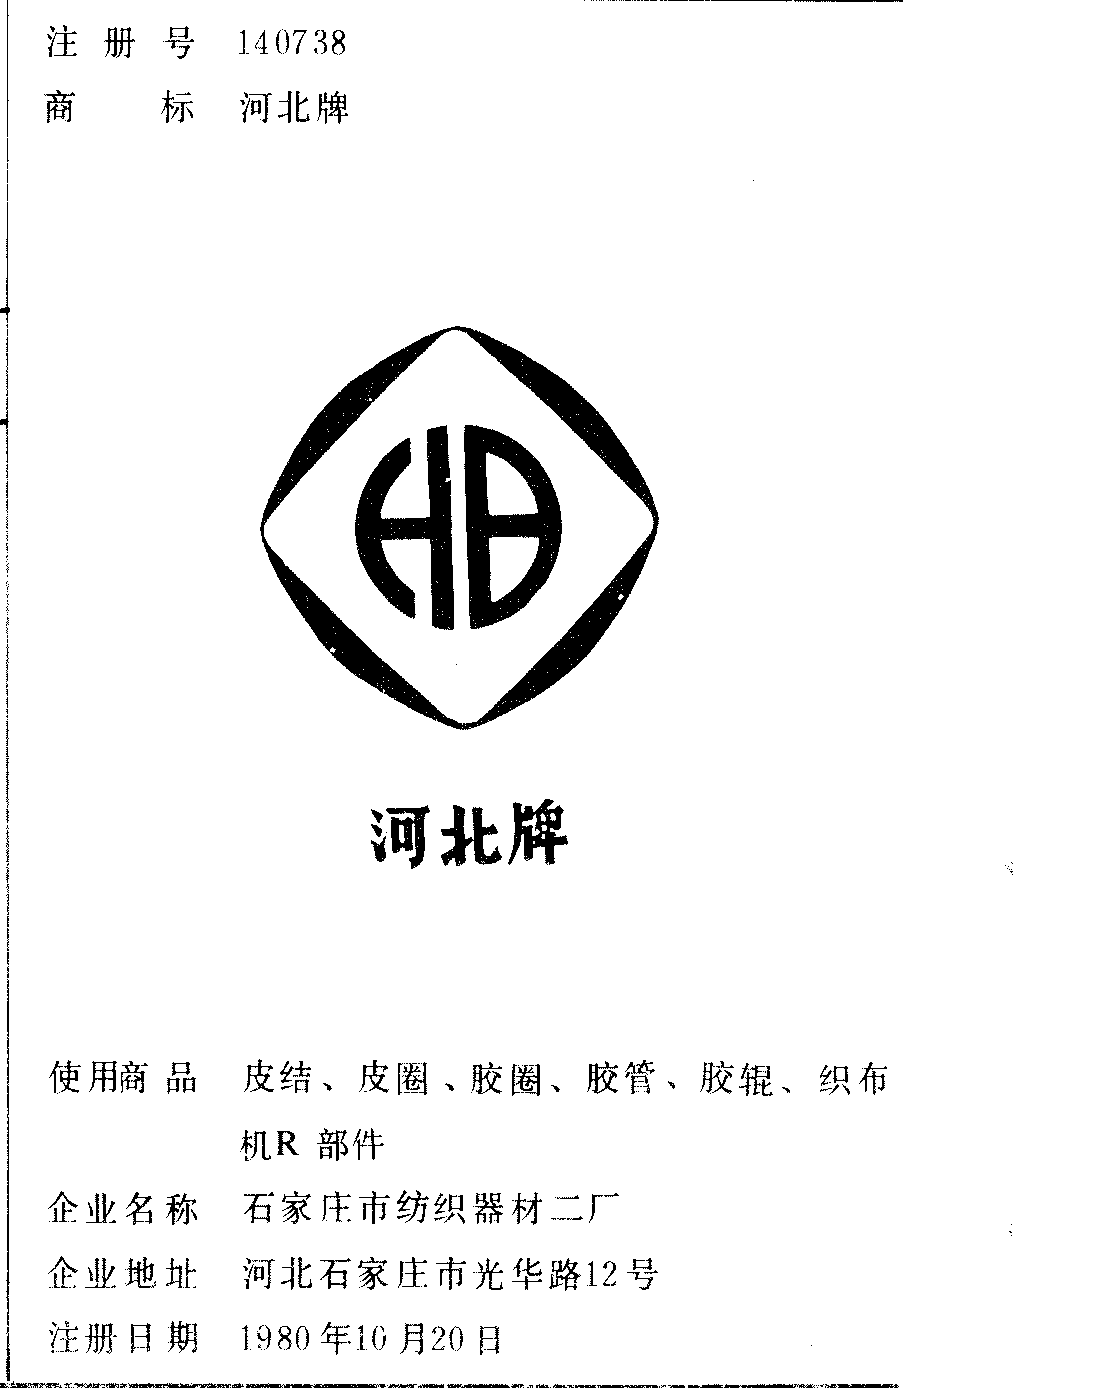 注册号 140738
商标 河北牌
HB
河北牌
使用商品 皮结、皮圈、胶圈、胶管、胶辊、织布
机R 部件
企业名称 石家庄市纺织器材二厂
企业地址 河北石家庄市光华路12号
注册日期 1980年10月20日